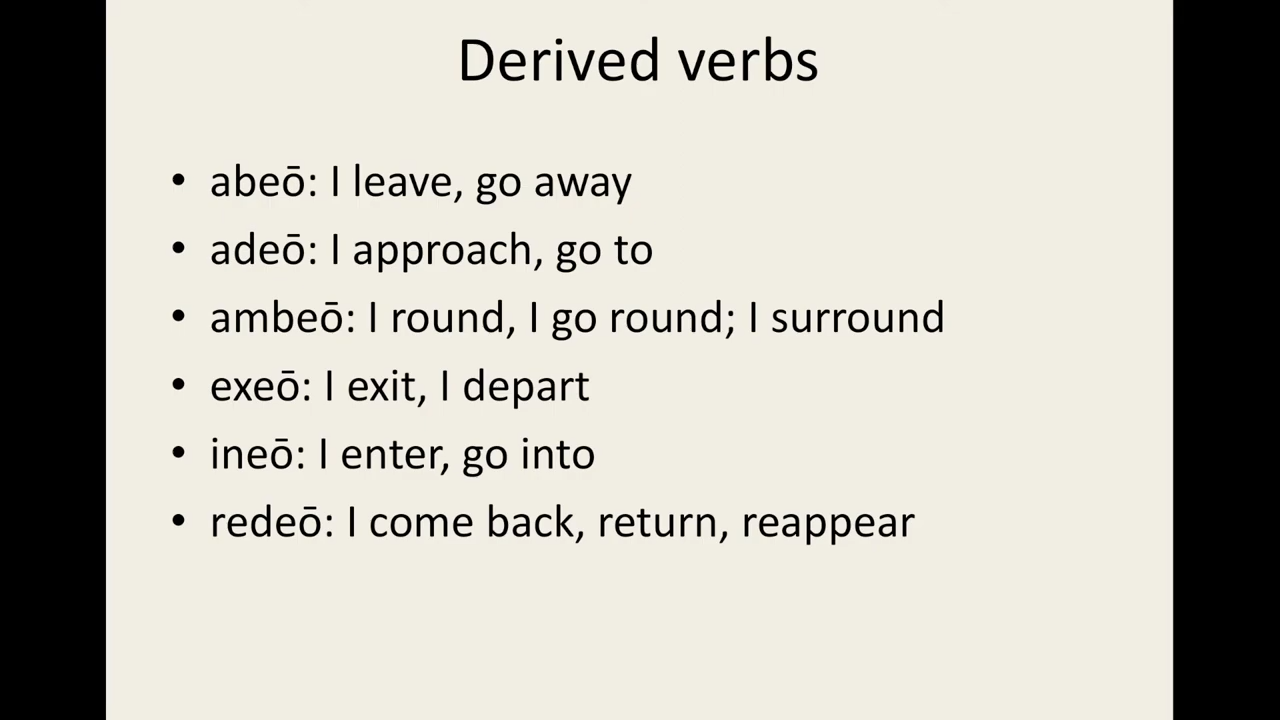 Derived verbs
• abeō: I leave, go away
• adeō: I approach, go to
• ambeō: I round, I go round; I surround
• exeō: I exit, I depart
• ineō: I enter, go into
• redeō: I come back, return, reappear